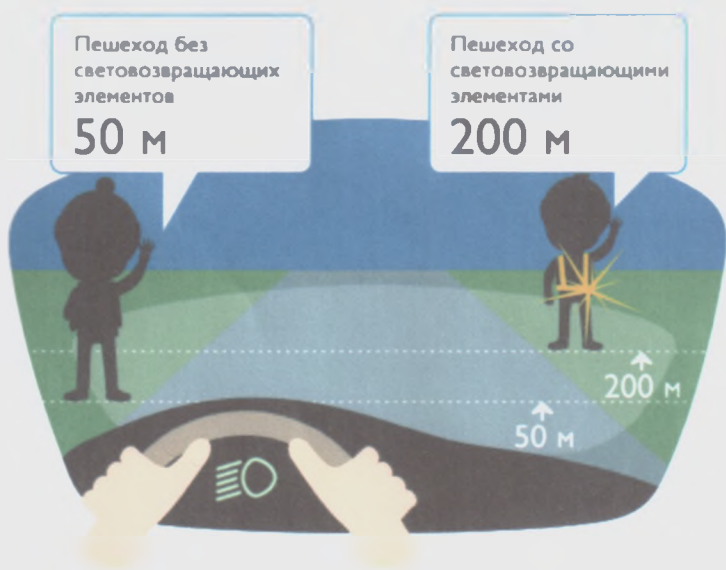 Пешеход без
световозвращающих
элементов
50 м
Пешеход со
световозвращающими
элементами
200 м
200 м
50 м